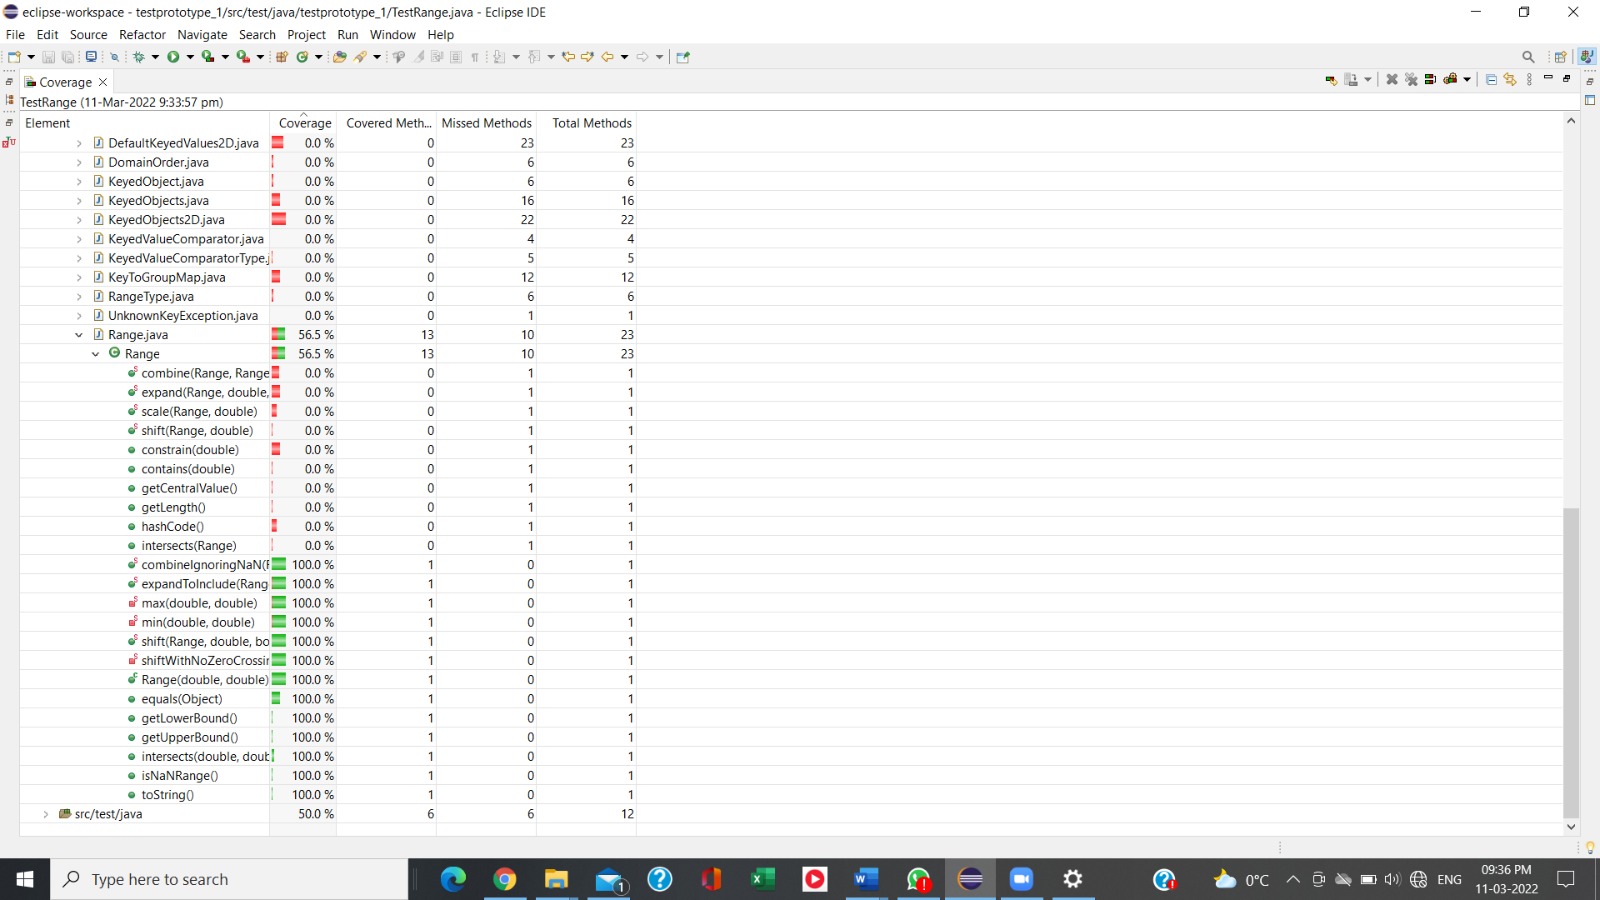 eclipse-workspace - testprototype_1/src/test/java/testprototype_1/TestRange.java - Eclipse IDE
File Edit Source Refactor Navigate Search Project Run Window Help
Coverage
TestRange (11-Mar-2022 9:33:57 pm)
Element Coverage Covered Meth... Missed Methods Total Methods
DefaultKeyedValues2D.java 0.0 % 0 23 23
DomainOrder.java 0.0 % 0 6 6
KeyedObject.java 0.0 % 0 6 6
KeyedObjects.java 0.0 % 0 16 16
KeyedObjects2D.java 0.0 % 0 22 22
KeyedValueComparator.java 0.0 % 0 4 4
KeyedValueComparatorType.j 0.0 % 0 5 5
KeyToGroupMap.java 0.0 % 0 12 12
RangeType.java 0.0 % 0 6 6
UnknownKeyException.java 0.0 % 0 1 1
Range.java 56.5 % 13 10 23
Range 56.5 % 13 10 23
combine(Range, Range 0.0 % 0 1 1
expand(Range, double, 0.0 % 0 1 1
scale(Range, double) 0.0 % 0 1 1
shift(Range, double) 0.0 % 0 1 1
constrain(double) 0.0 % 0 1 1
contains(double) 0.0 % 0 1 1
getCentralValue() 0.0 % 0 1 1
getLength() 0.0 % 0 1 1
hashCode() 0.0 % 0 1 1
intersects(Range) 0.0 % 0 1 1
combineIgnoringNaN(R 100.0 % 1 0 1
expandToInclude(Rang 100.0 % 1 0 1
max(double, double) 100.0 % 1 0 1
min(double, double) 100.0 % 1 0 1
shift(Range, double, bo 100.0 % 1 0 1
shiftWithNoZeroCrossin 100.0 % 1 0 1
Range(double, double) 100.0 % 1 0 1
equals(Object) 100.0 % 1 0 1
getLowerBound() 100.0 % 1 0 1
getUpperBound() 100.0 % 1 0 1
intersects(double, doub 100.0 % 1 0 1
isNaNRange() 100.0 % 1 0 1
toString() 100.0 % 1 0 1
src/test/java 50.0 % 6 6 12
Type here to search 1 0°C ENG 09:36 PM
11-03-2022